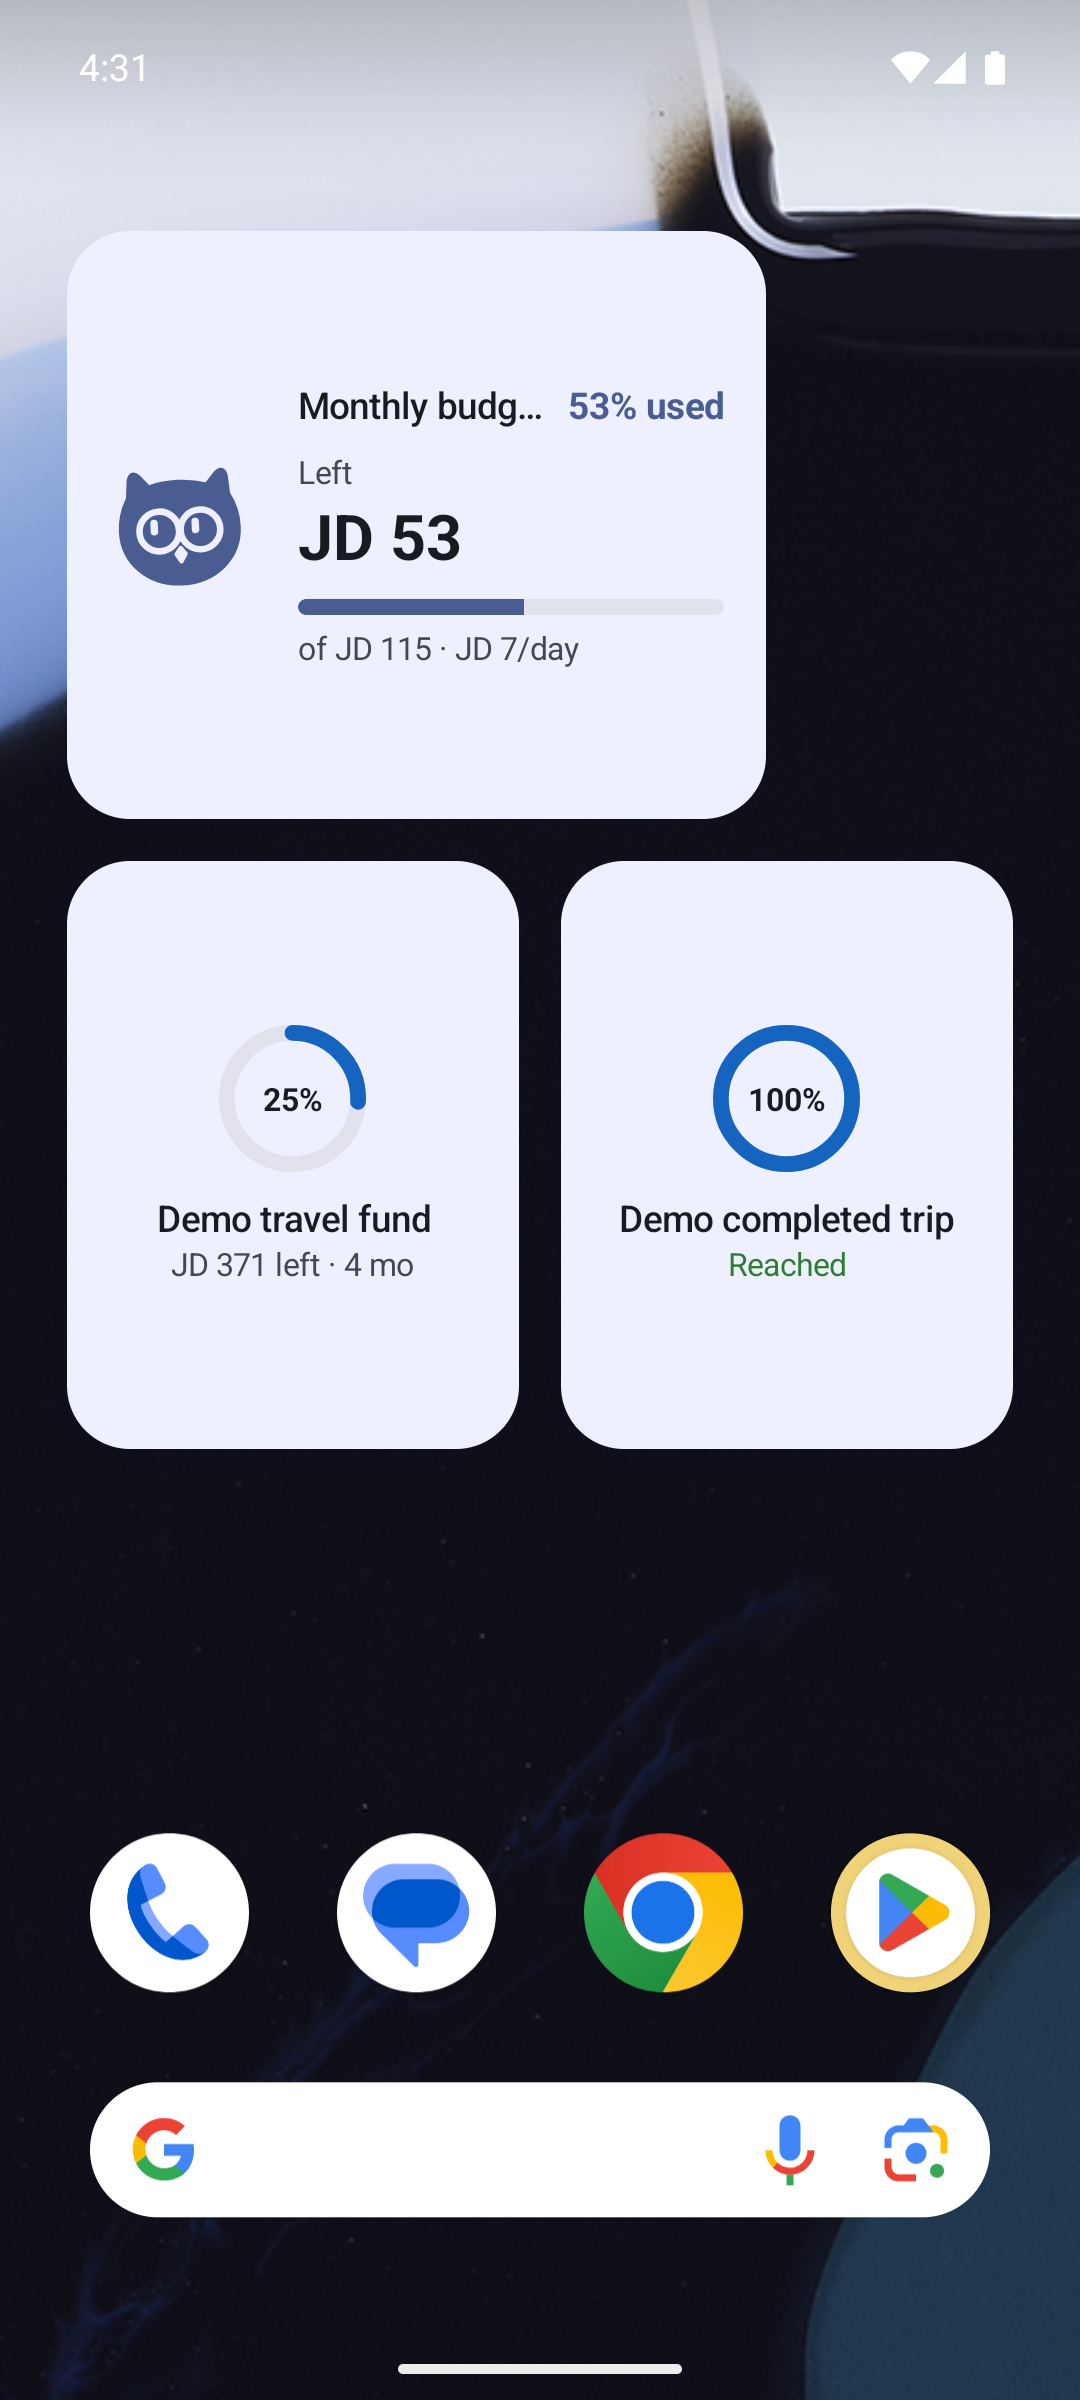 4:31
Monthly budg... 53% used
Left
JD 53
of JD 115 · JD 7/day
25%
Demo travel fund
JD 371 left · 4 mo
100%
Demo completed trip
Reached